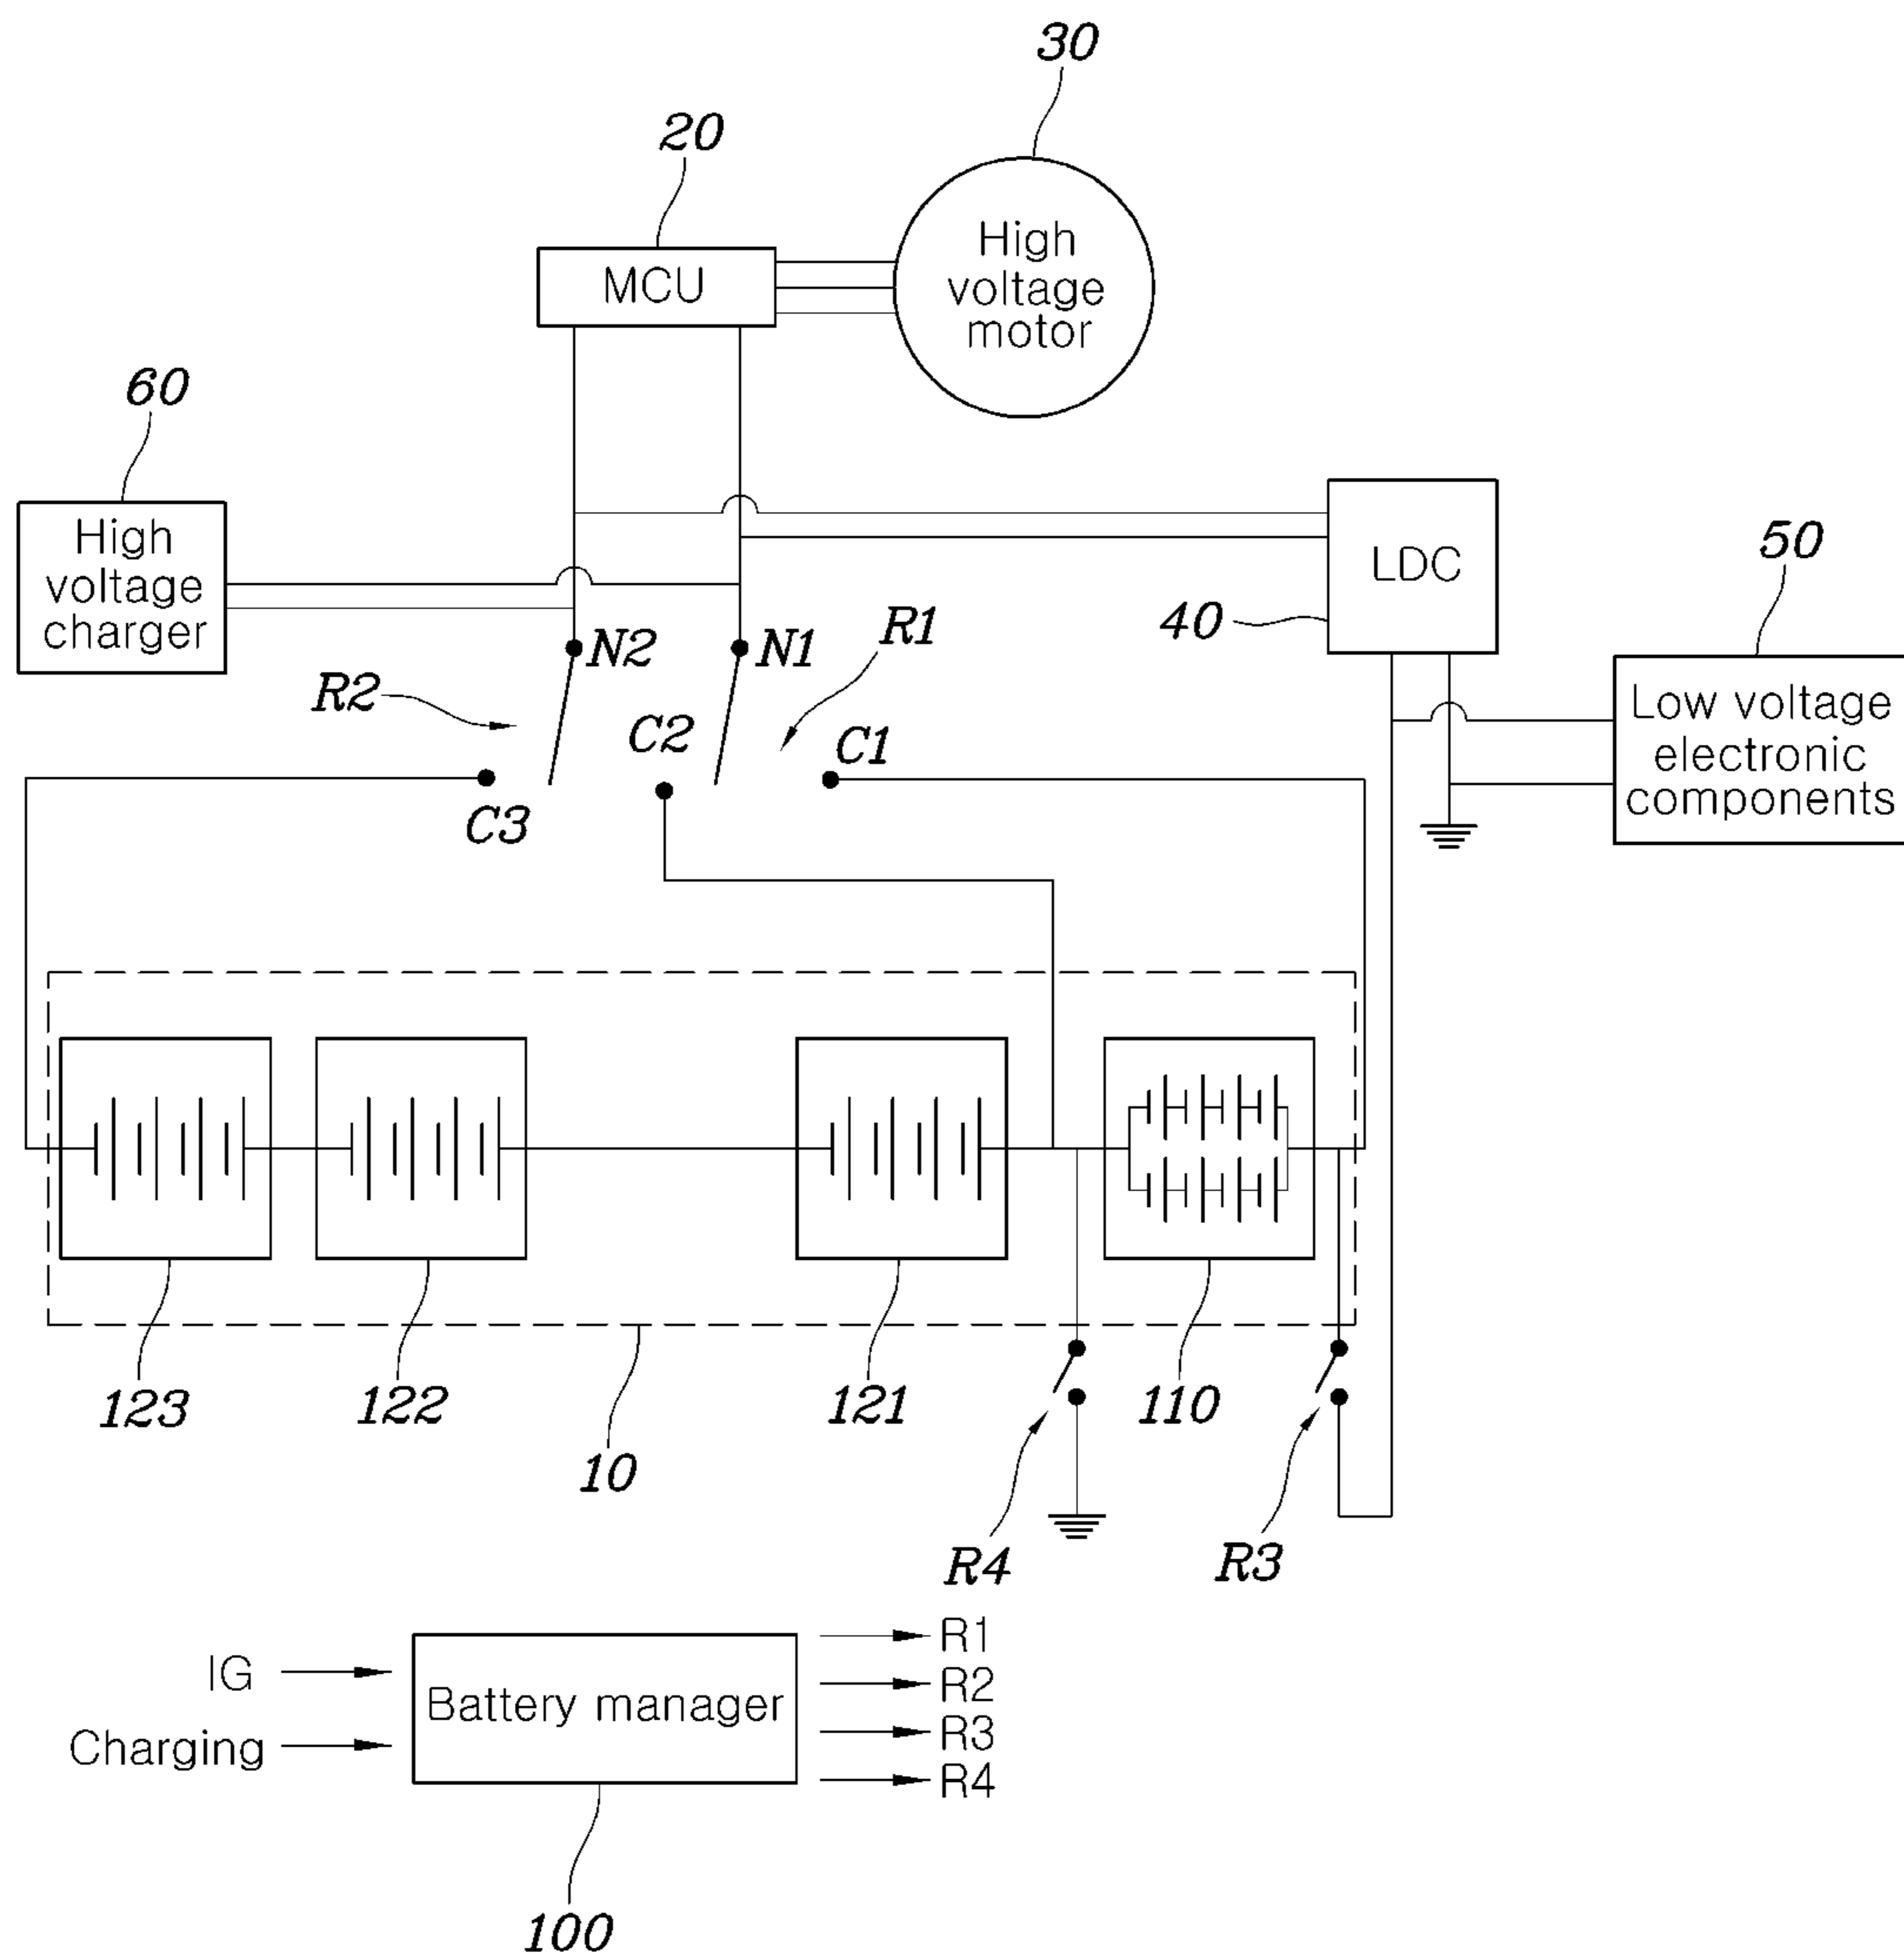 30
20
High
voltage
motor
MCU
60
High
voltage
charger
LDC
50
40
R1
N2
N1
R2
C2
C1
C3
Low voltage
electronic
components
123
122
121
110
10
R4
R3
IG
Charging
Battery manager
R1
R2
R3
R4
100